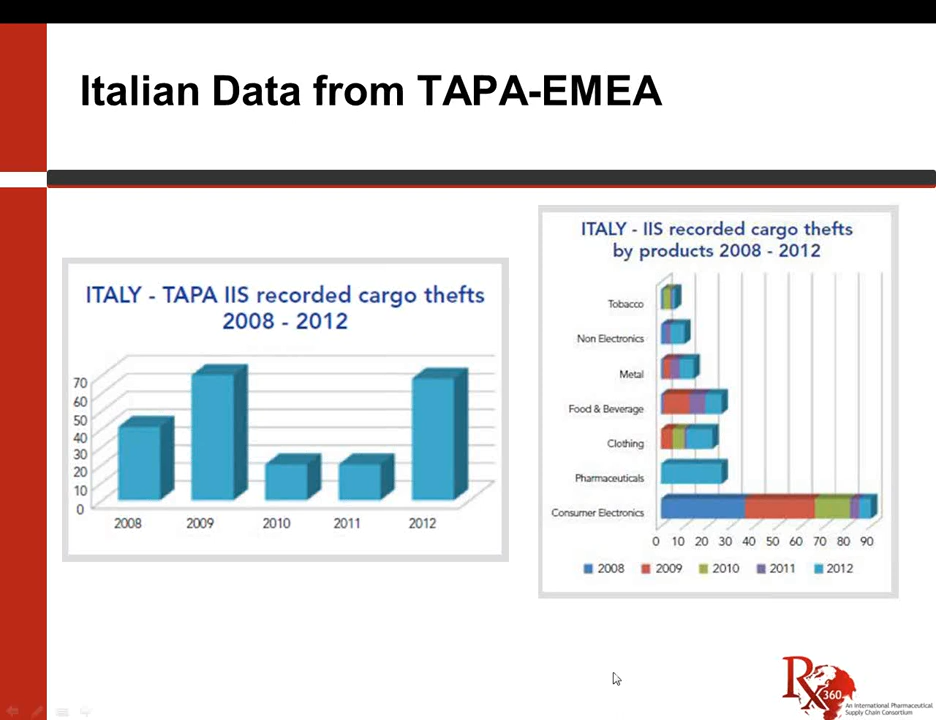 Italian Data from TAPA-EMEA
ITALY - TAPA IIS recorded cargo thefts
2008 - 2012
70
60
50
40
30
20
10
0
2008 2009 2010 2011 2012
ITALY - IIS recorded cargo thefts
by products 2008 - 2012
Tobacco
Non Electronics
Metal
Food & Beverage
Clothing
Pharmaceuticals
Consumer Electronics
0 10 20 30 40 50 60 70 80 90
2008 2009 2010 2011 2012
Rx
360
An International Pharmaceutical
Supply Chain Consortium